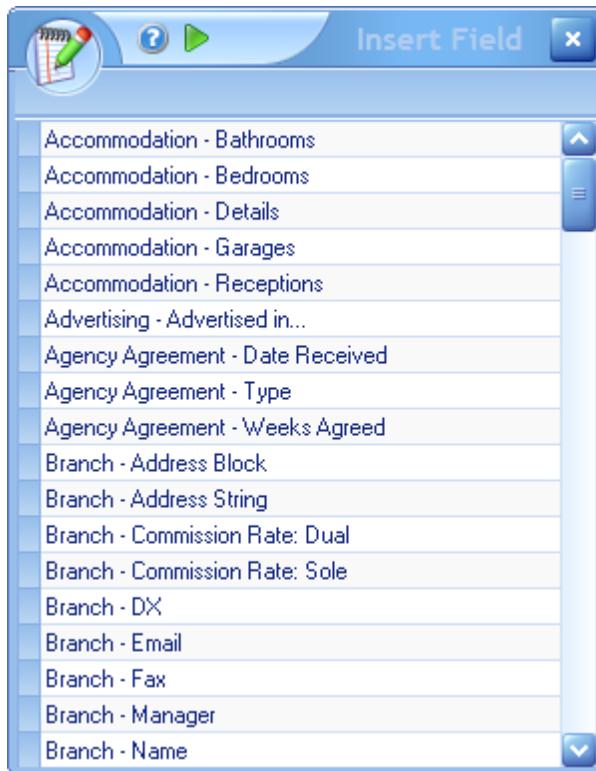 Insert Field
Accommodation - Bathrooms
Accommodation - Bedrooms
Accommodation - Details
Accommodation - Garages
Accommodation - Receptions
Advertising - Advertised in...
Agency Agreement - Date Received
Agency Agreement - Type
Agency Agreement - Weeks Agreed
Branch - Address Block
Branch - Address String
Branch - Commission Rate: Dual
Branch - Commission Rate: Sole
Branch - DX
Branch - Email
Branch - Fax
Branch - Manager
Branch - Name